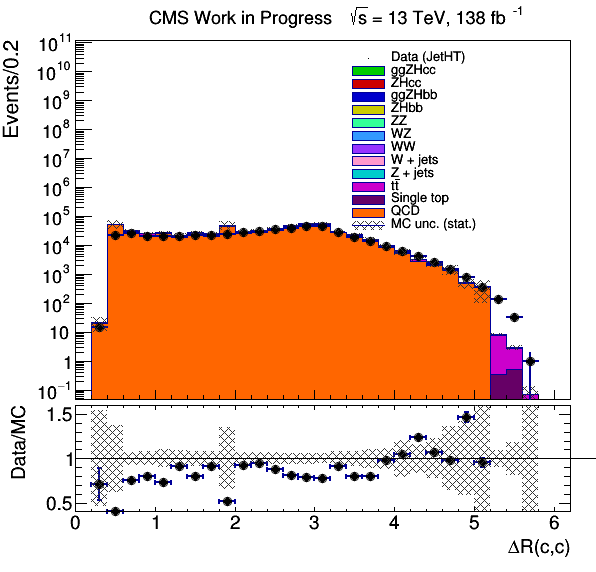 CMS Work in Progress √s = 13 TeV, 138 fb⁻¹
Events/0.2
10¹¹
10¹⁰
10⁹
10⁸
10⁷
10⁶
10⁵
10⁴
10³
10²
10
1
10⁻¹
Data (JetHT)
ggZHcc
ZHcc
ggZHbb
ZHbb
ZZ
WZ
WW
W + jets
Z + jets
tt̄
Single top
QCD
MC unc. (stat.)
Data/MC
1.5
1
0.5
0 1 2 3 4 5 6
ΔR(c,c)